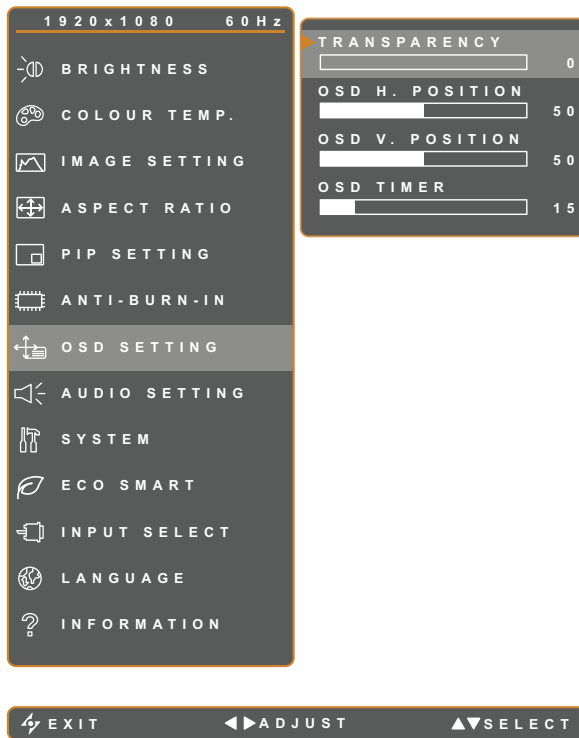 1920x1080 60Hz
BRIGHTNESS
COLOUR TEMP.
IMAGE SETTING
ASPECT RATIO
PIP SETTING
ANTI-BURN-IN
OSD SETTING
AUDIO SETTING
SYSTEM
ECO SMART
INPUT SELECT
LANGUAGE
INFORMATION
TRANSPARENCY
0
OSD H. POSITION
50
OSD V. POSITION
50
OSD TIMER
15
EXIT ◀▶ADJUST ▲▼SELECT